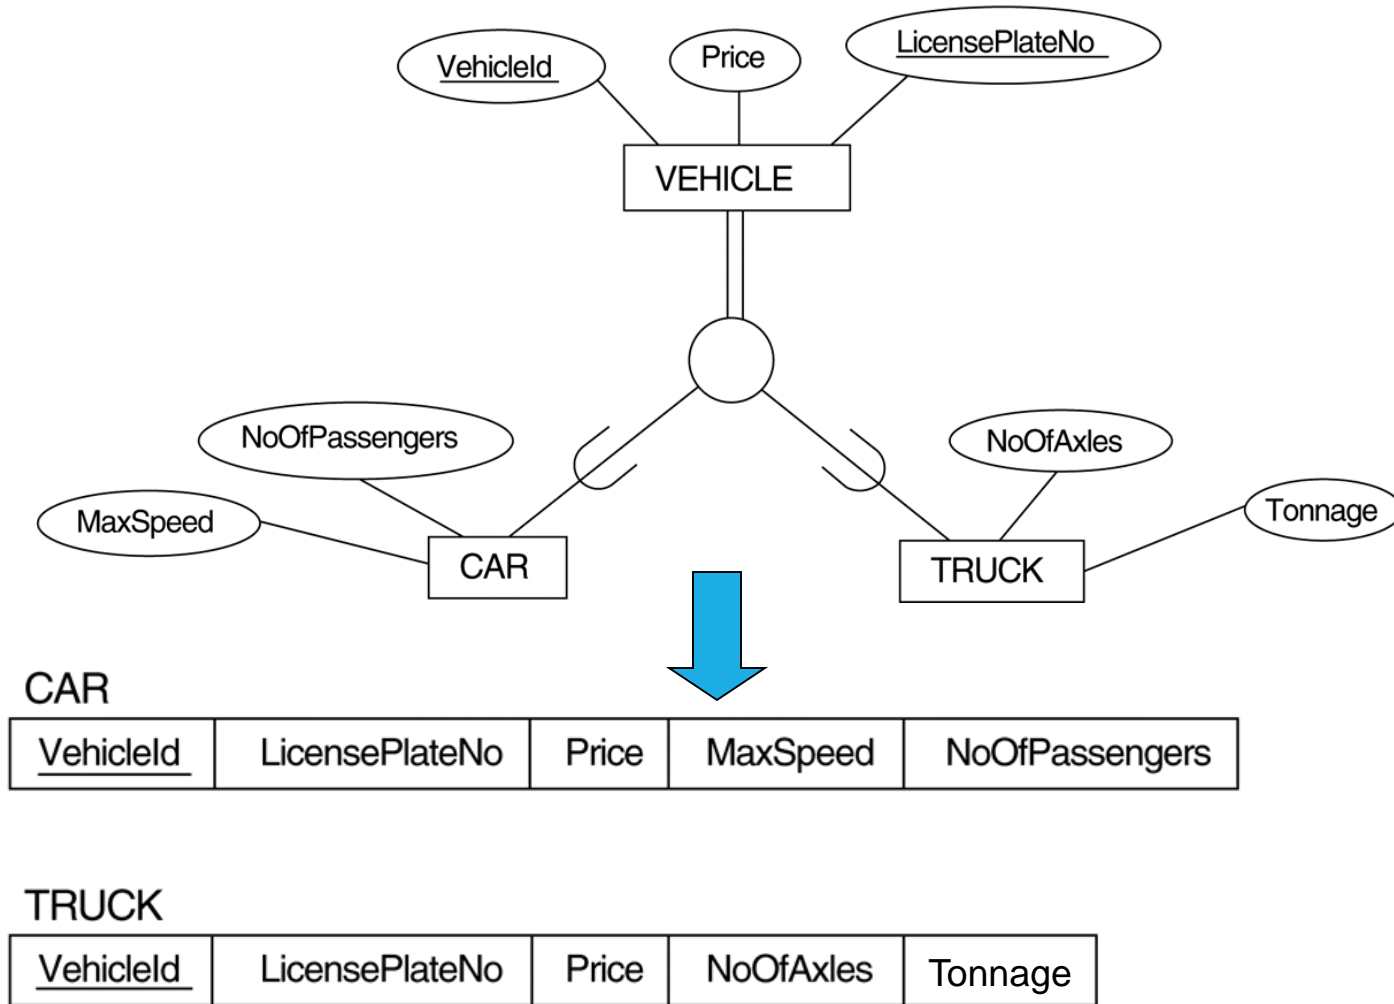 VehicleId
Price
LicensePlateNo
VEHICLE
NoOfPassengers
NoOfAxles
MaxSpeed
Tonnage
CAR
TRUCK
CAR
VehicleId LicensePlateNo Price MaxSpeed NoOfPassengers
TRUCK
VehicleId LicensePlateNo Price NoOfAxles Tonnage